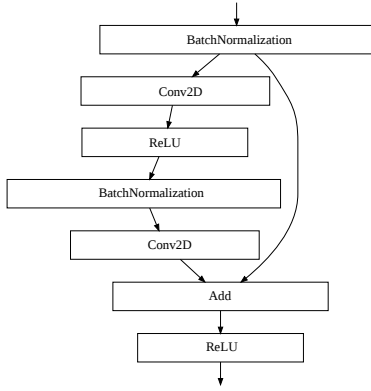 BatchNormalization
Conv2D
ReLU
BatchNormalization
Conv2D
Add
ReLU